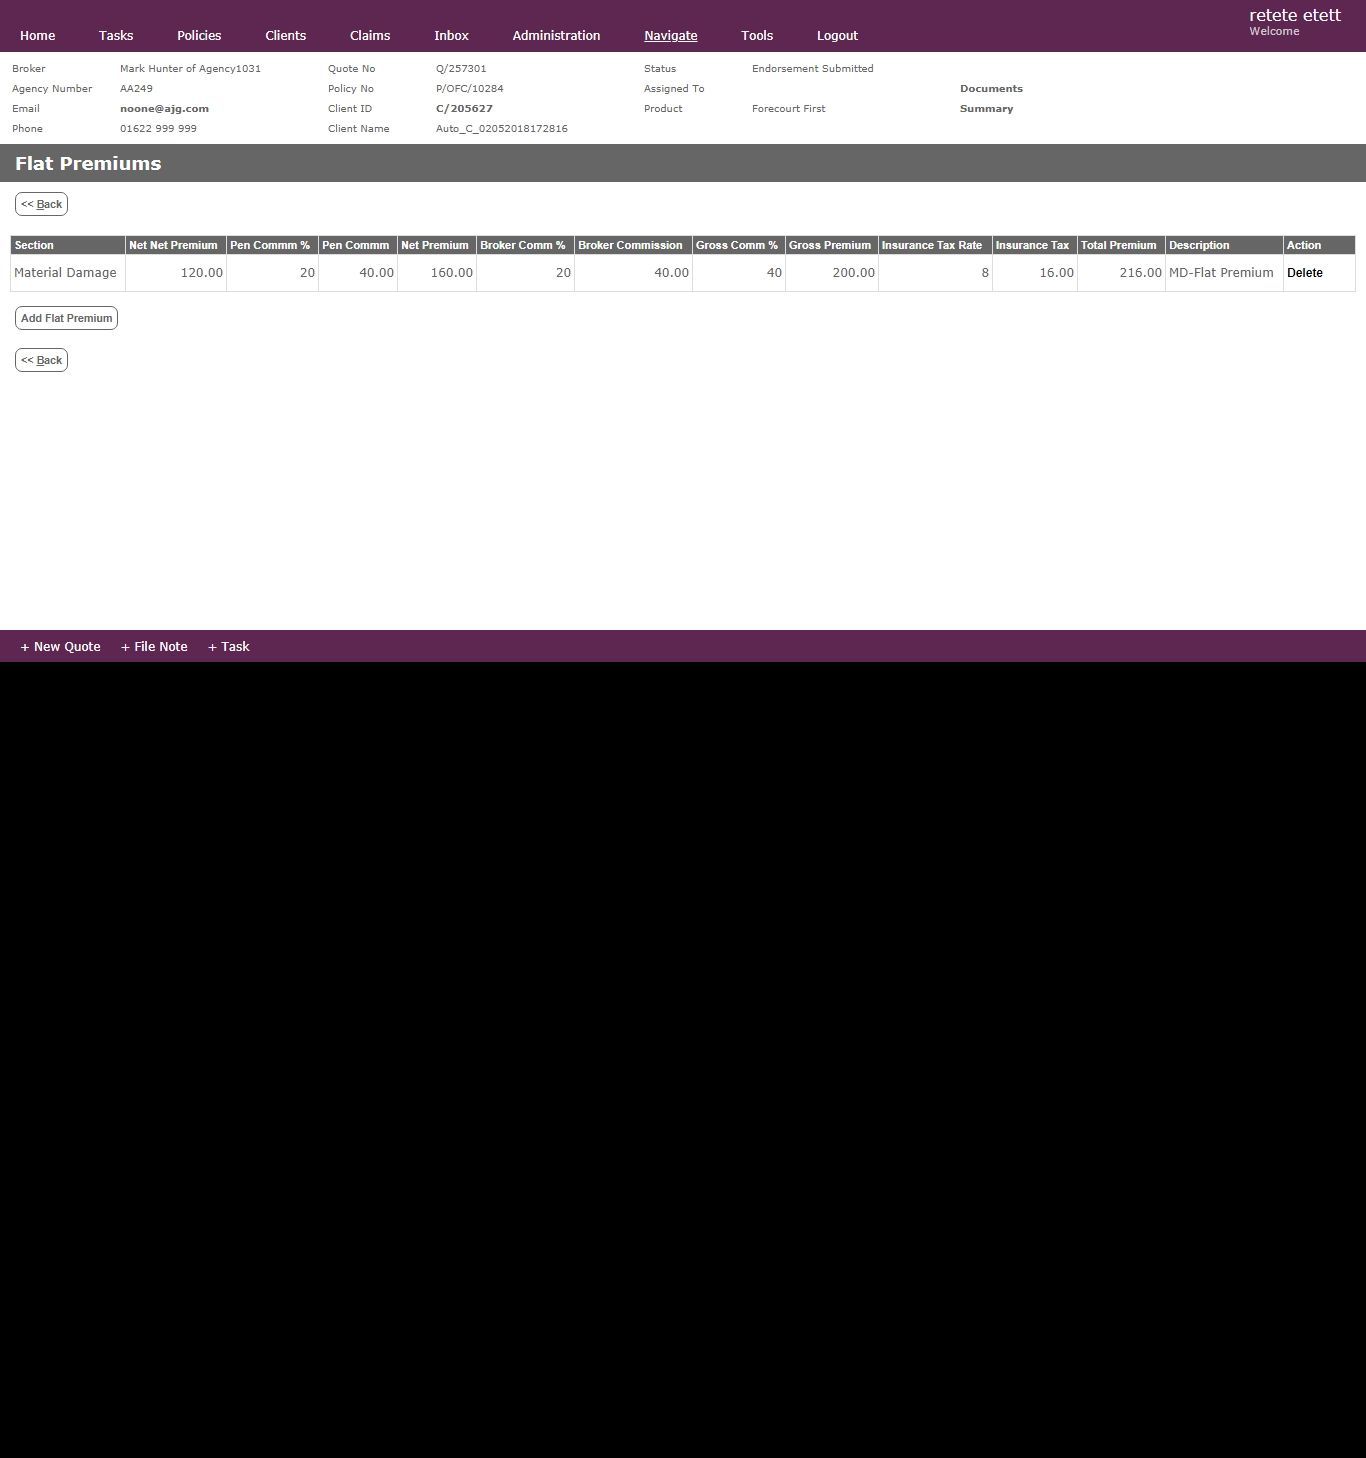 retete etett
Welcome
Home Tasks Policies Clients Claims Inbox Administration Navigate Tools Logout
Broker Mark Hunter of Agency1031 Quote No Q/257301 Status Endorsement Submitted
Agency Number AA249 Policy No P/OFC/10284 Assigned To Documents
Email noone@ajg.com Client ID C/205627 Product Forecourt First Summary
Phone 01622 999 999 Client Name Auto_C_02052018172816
Flat Premiums
<< Back
Section Net Net Premium Pen Commm % Pen Commm Net Premium Broker Comm % Broker Commission Gross Comm % Gross Premium Insurance Tax Rate Insurance Tax Total Premium Description Action
Material Damage 120.00 20 40.00 160.00 20 40.00 40 200.00 8 16.00 216.00 MD-Flat Premium Delete
Add Flat Premium
<< Back
+ New Quote + File Note + Task